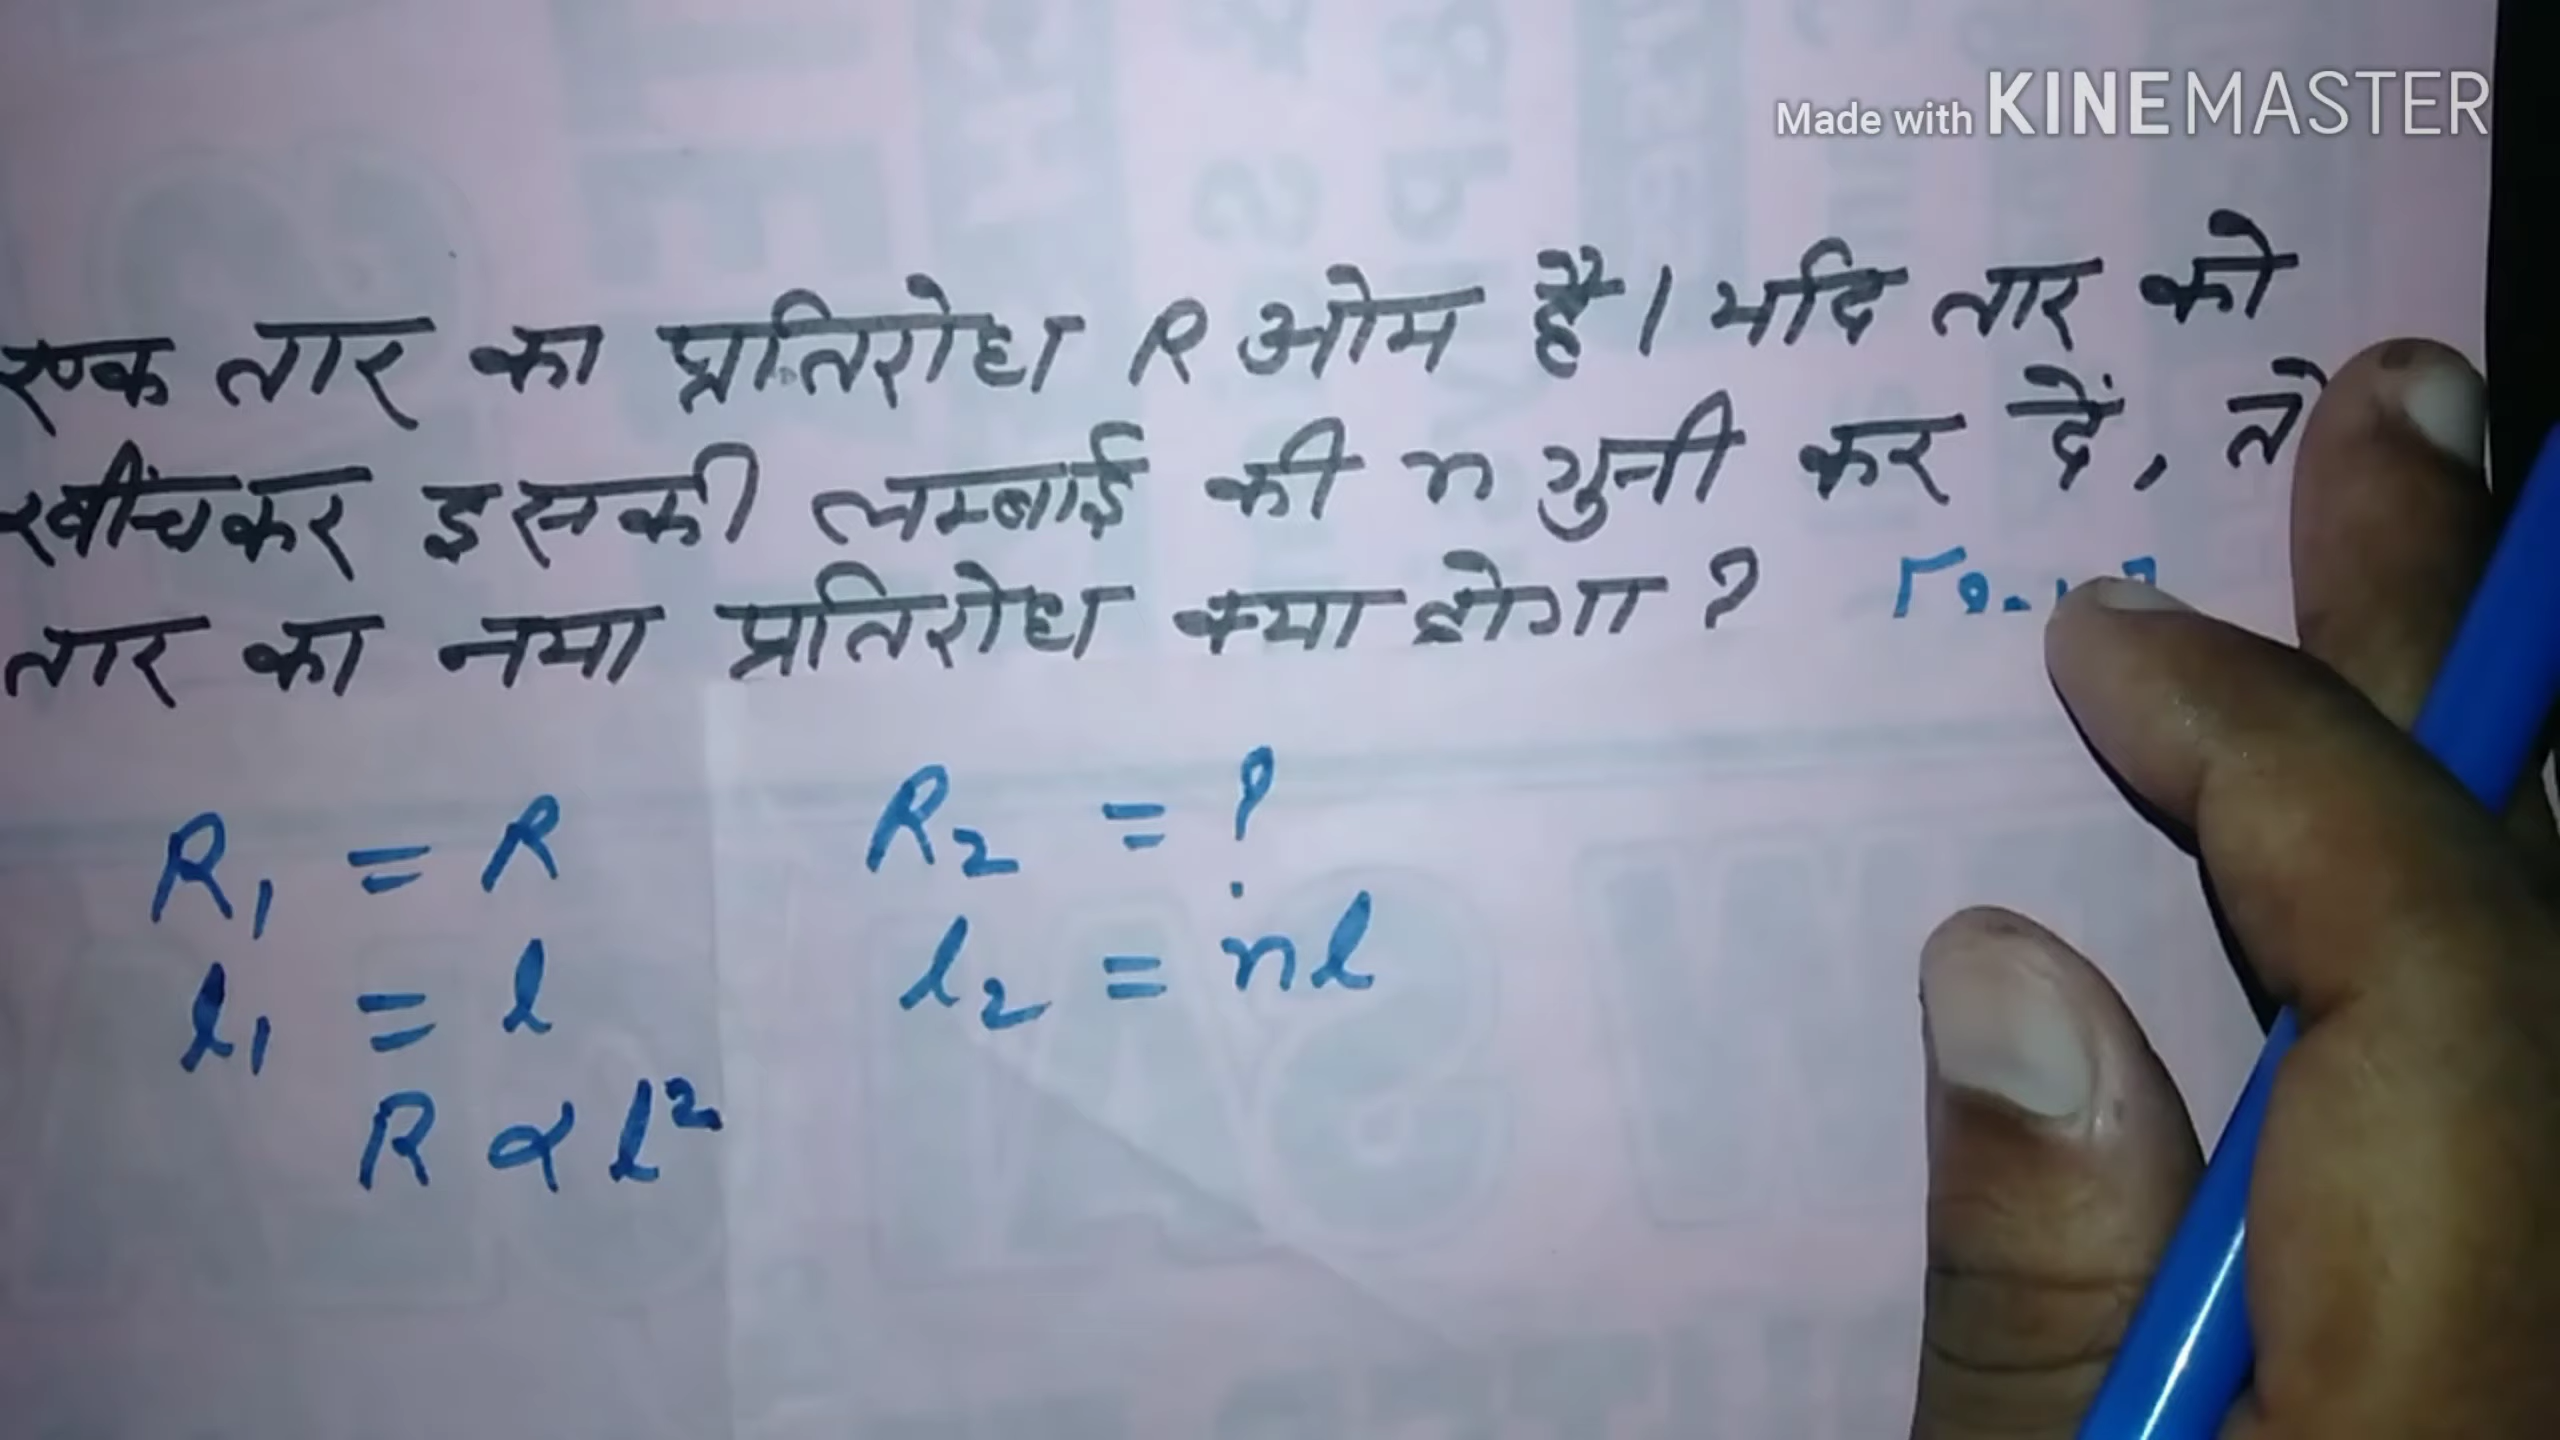 Made with KINEMASTER
एक तार का प्रतिरोध R ओम है। यदि तार को
खींचकर इसकी लम्बाई की n गुनी कर दें, तो
तार का नया प्रतिरोध क्या होगा ?
R₁ = R R₂ = ?
l₁ = l l₂ = nl
R ∝ l²